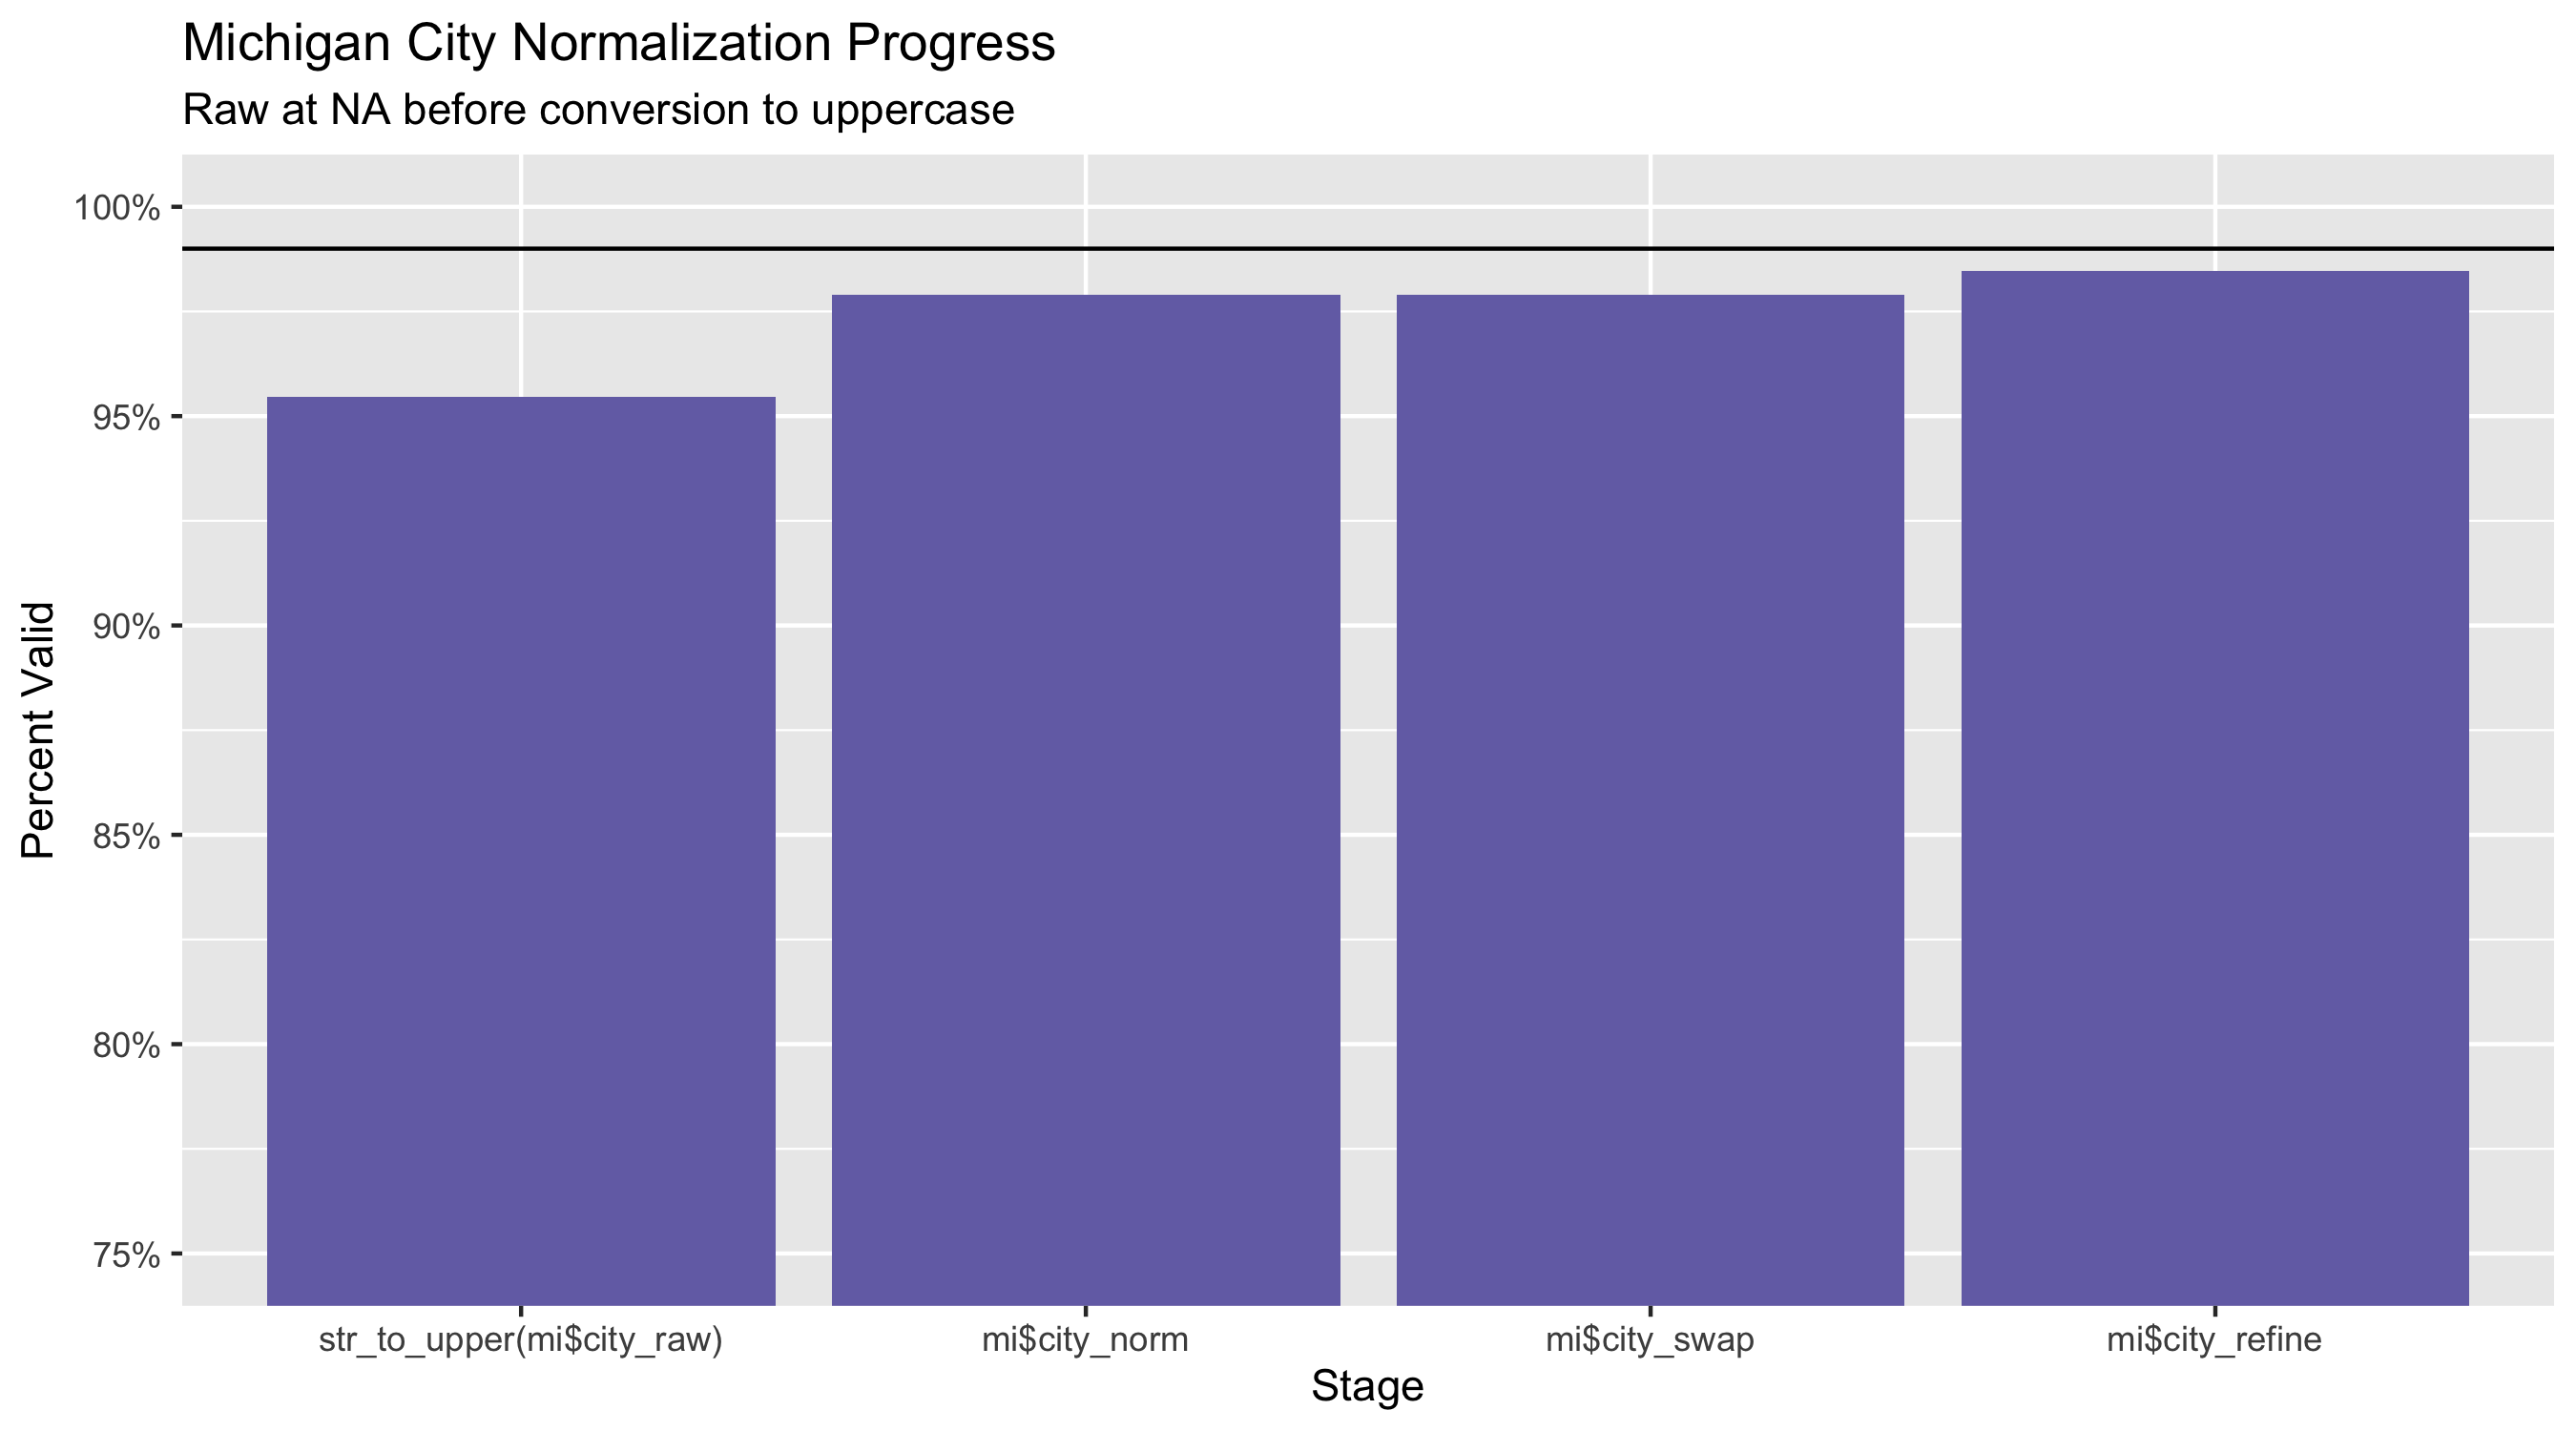 Michigan City Normalization Progress
Raw at NA before conversion to uppercase
Percent Valid
100%
95%
90%
85%
80%
75%
str_to_upper(mi$city_raw)
mi$city_norm
mi$city_swap
mi$city_refine
Stage